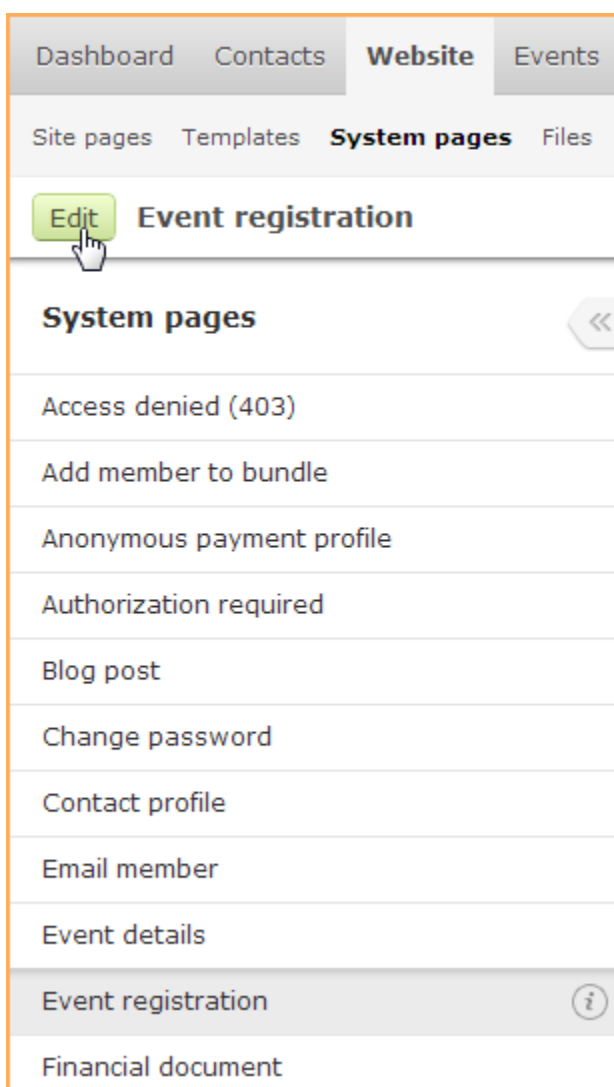 Dashboard Contacts Website Events
Site pages Templates System pages Files
Edit Event registration
System pages
Access denied (403)
Add member to bundle
Anonymous payment profile
Authorization required
Blog post
Change password
Contact profile
Email member
Event details
Event registration i
Financial document